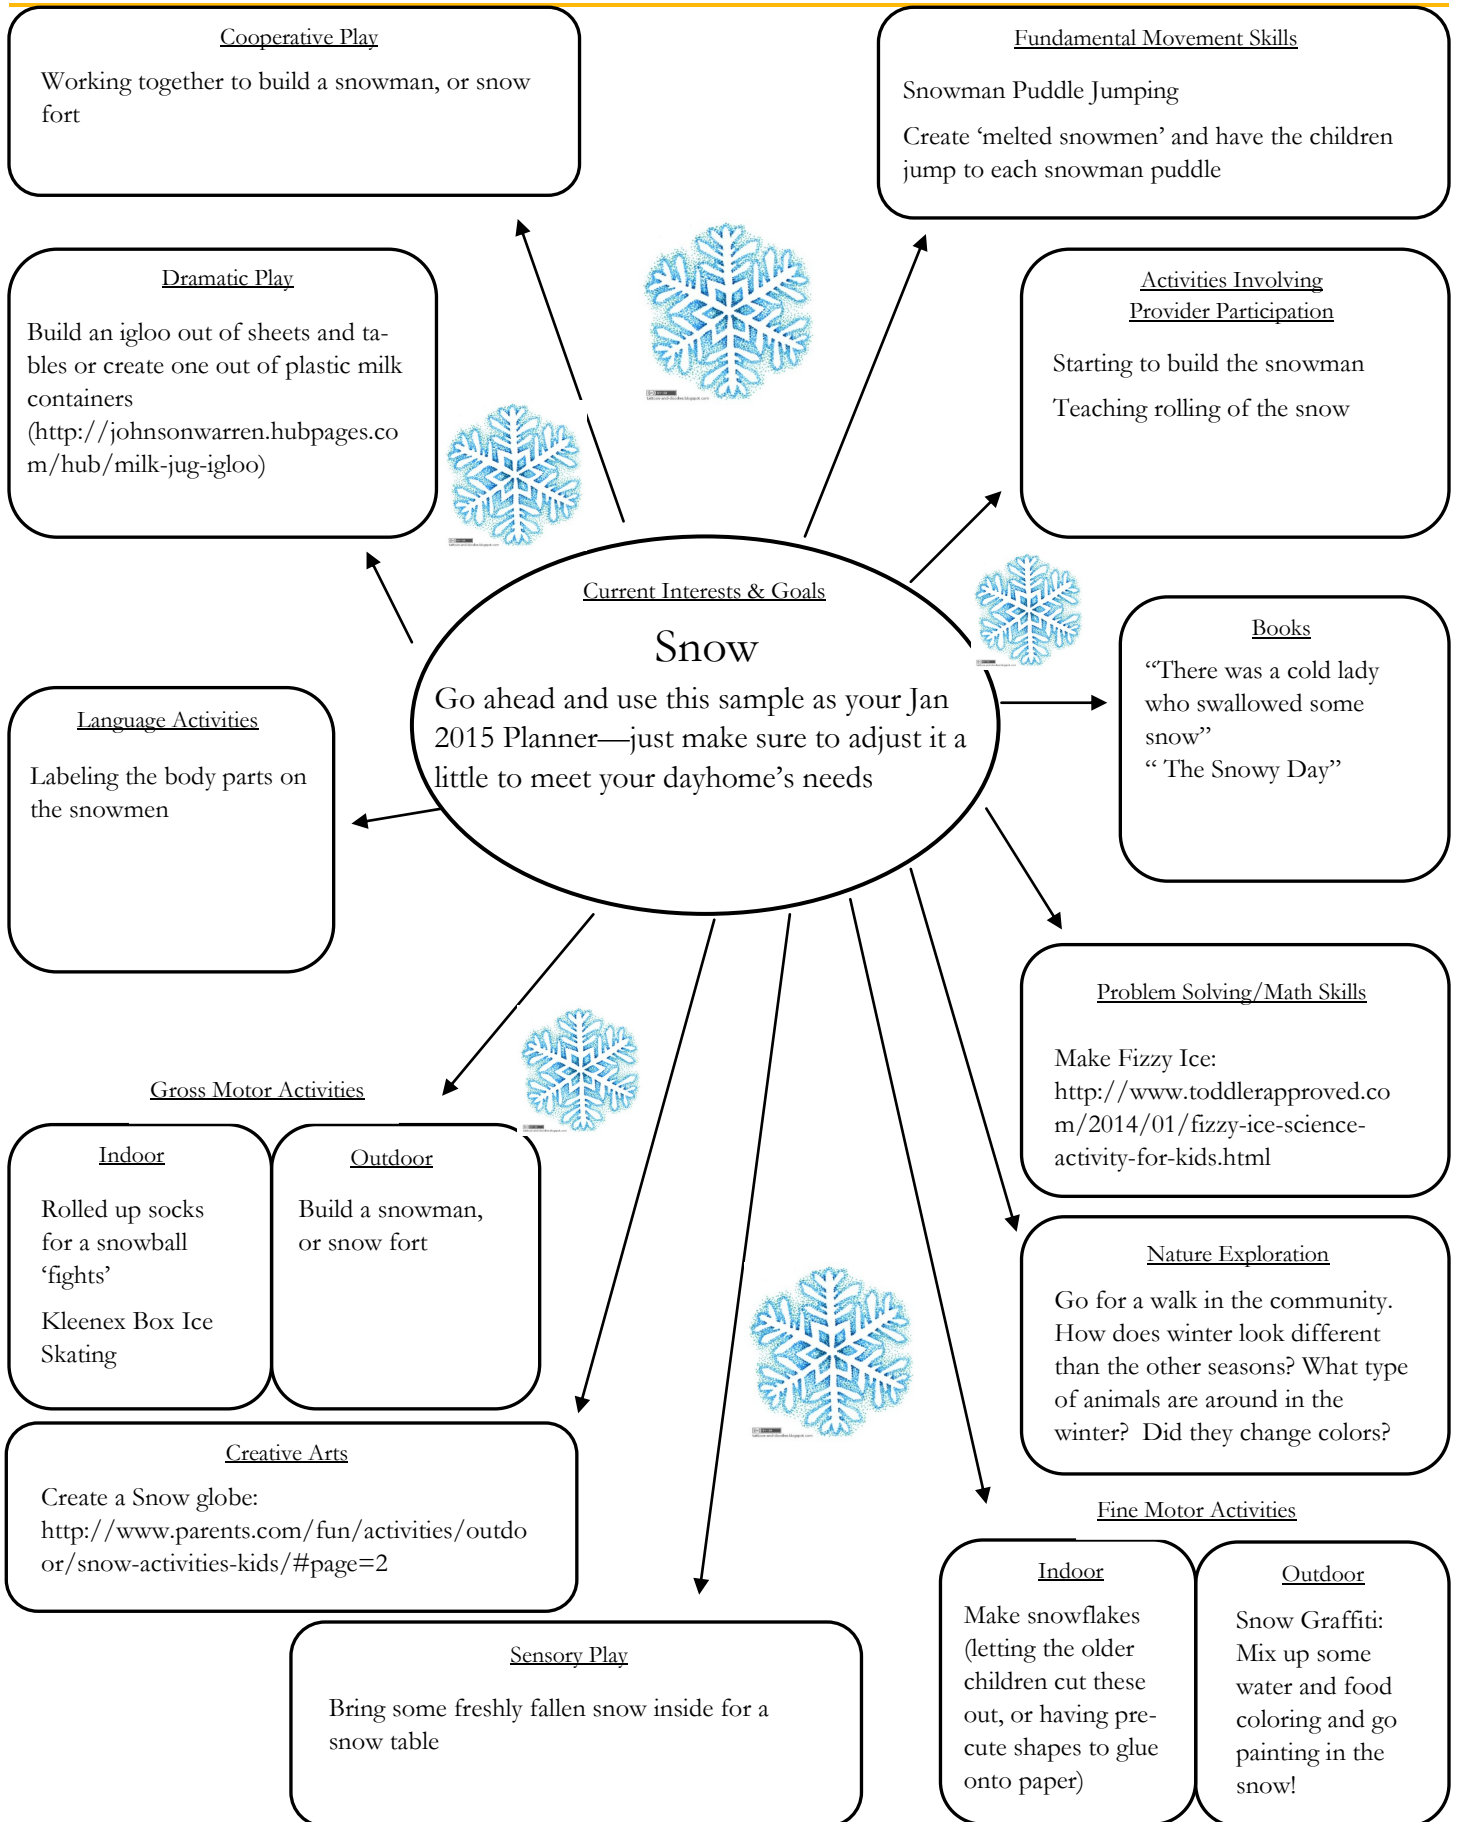 Cooperative Play
Working together to build a snowman, or snow
fort
Fundamental Movement Skills
Snowman Puddle Jumping
Create ‘melted snowmen’ and have the children
jump to each snowman puddle
Dramatic Play
Build an igloo out of sheets and ta-
bles or create one out of plastic milk
containers
(http://johnsonwarren.hubpages.co
m/hub/milk-jug-igloo)
Activities Involving
Provider Participation
Starting to build the snowman
Teaching rolling of the snow
Current Interests & Goals
Snow
Go ahead and use this sample as your Jan
2015 Planner—just make sure to adjust it a
little to meet your dayhome’s needs
Books
“There was a cold lady
who swallowed some
snow”
“ The Snowy Day”
Language Activities
Labeling the body parts on
the snowmen
Problem Solving/Math Skills
Make Fizzy Ice:
http://www.toddlerapproved.co
m/2014/01/fizzy-ice-science-
activity-for-kids.html
Gross Motor Activities
Indoor
Rolled up socks
for a snowball
‘fights’
Kleenex Box Ice
Skating
Outdoor
Build a snowman,
or snow fort
Nature Exploration
Go for a walk in the community.
How does winter look different
than the other seasons? What type
of animals are around in the
winter?  Did they change colors?
Creative Arts
Create a Snow globe:
http://www.parents.com/fun/activities/outdo
or/snow-activities-kids/#page=2
Sensory Play
Bring some freshly fallen snow inside for a
snow table
Fine Motor Activities
Indoor
Make snowflakes
(letting the older
children cut these
out, or having pre-
cute shapes to glue
onto paper)
Outdoor
Snow Graffiti:
Mix up some
water and food
coloring and go
painting in the
snow!